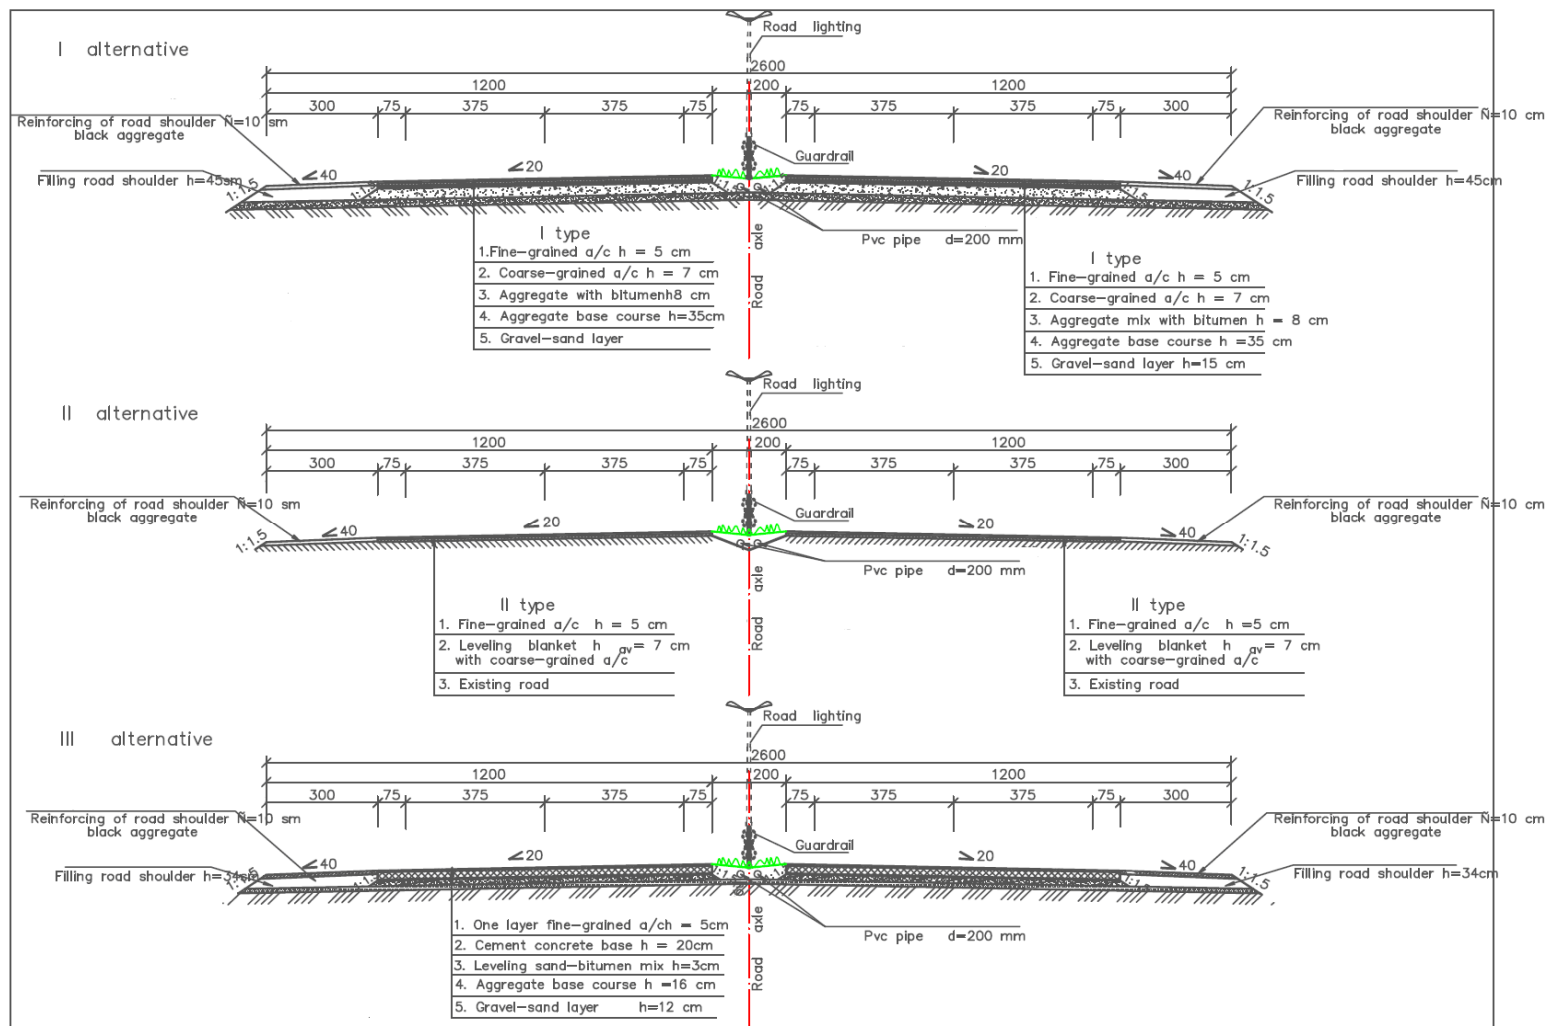 I alternative
Road lighting
2600
1200 200 1200
300 75 375 375 75 75 375 375 75 300
Reinforcing of road shoulder Ñ=10 sm
black aggregate
Reinforcing of road shoulder Ñ=10 cm
black aggregate
Guardrail
40 20 20 40
Filling road shoulder h=45sm
Filling road shoulder h=45cm
1:1.5 1:1.5
Pvc pipe d=200 mm
Road axle
I type
1.Fine-grained a/c h = 5 cm
2. Coarse-grained a/c h = 7 cm
3. Aggregate with bitumenh8 cm
4. Aggregate base course h=35cm
5. Gravel-sand layer
I type
1. Fine-grained a/c h = 5 cm
2. Coarse-grained a/c h = 7 cm
3. Aggregate mix with bitumen h = 8 cm
4. Aggregate base course h =35 cm
5. Gravel-sand layer h=15 cm
II alternative
Road lighting
2600
1200 200 1200
300 75 375 375 75 75 375 375 75 300
Reinforcing of road shoulder Ñ=10 sm
black aggregate
Reinforcing of road shoulder Ñ=10 cm
black aggregate
Guardrail
40 20 20 40
1:1.5 1:1.5
Pvc pipe d=200 mm
Road axle
II type
1. Fine-grained a/c h = 5 cm
2. Leveling blanket h av= 7 cm
with coarse-grained a/c
3. Existing road
II type
1. Fine-grained a/c h =5 cm
2. Leveling blanket h av= 7 cm
with coarse-grained a/c
3. Existing road
III alternative
Road lighting
2600
1200 200 1200
300 75 375 375 75 75 375 375 75 300
Reinforcing of road shoulder Ñ=10 sm
black aggregate
Reinforcing of road shoulder Ñ=10 cm
black aggregate
Guardrail
40 20 20 40
Filling road shoulder h=34cm
Filling road shoulder h=34cm
1:1.5 1:1.5
Pvc pipe d=200 mm
Road axle
1. One layer fine-grained a/ch = 5cm
2. Cement concrete base h = 20cm
3. Leveling sand-bitumen mix h=3cm
4. Aggregate base course h =16 cm
5. Gravel-sand layer h=12 cm